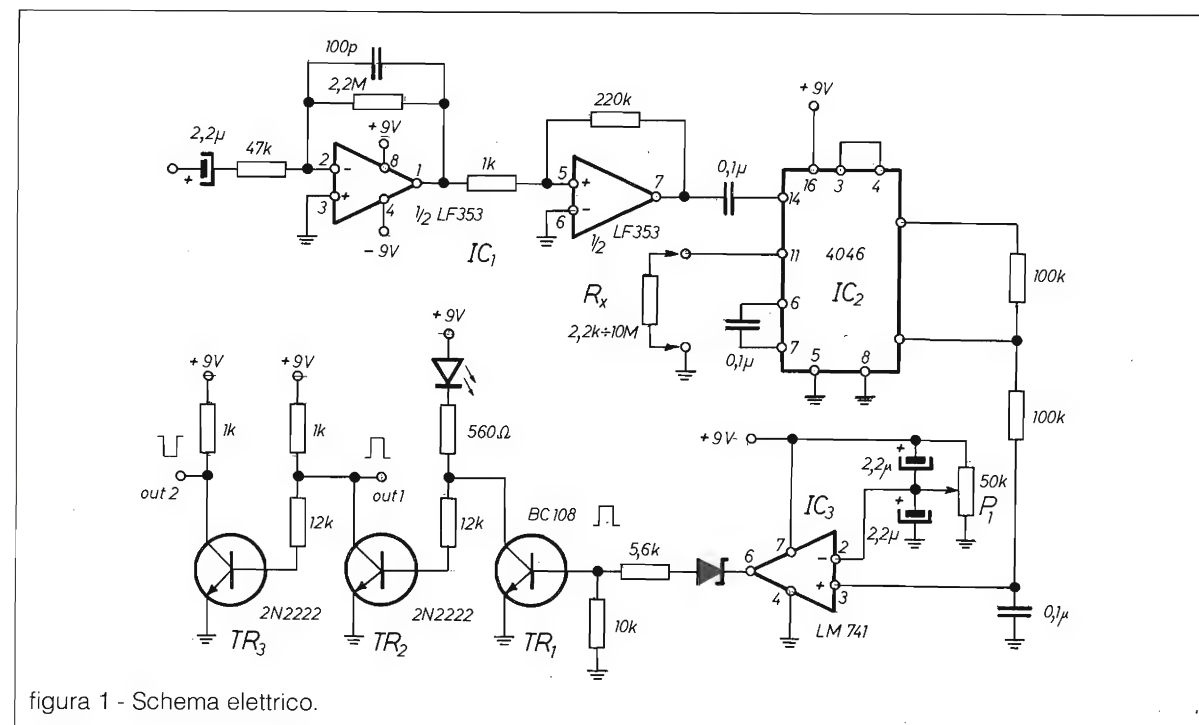 100p
2,2M
+9V
2,2µ
+
47k
2
-
8
1
3
+
4
½ LF353
-9V
IC1
220k
1k
5
+
7
6
-
½ LF353
0,1µ
+9V
16
3
4
14
11
4046
IC2
6
7
5
8
Rx
2,2k÷10M
0,1µ
100k
100k
+9V
+9V
+9V
1k
1k
560Ω
out 2
out 1
12k
12k
BC 108
5,6k
10k
2N2222
2N2222
TR3
TR2
TR1
+9V
+
2,2µ
+
2,2µ
50k
P1
IC3
7
2
-
6
+
3
4
LM 741
0,1µ
figura 1 - Schema elettrico.